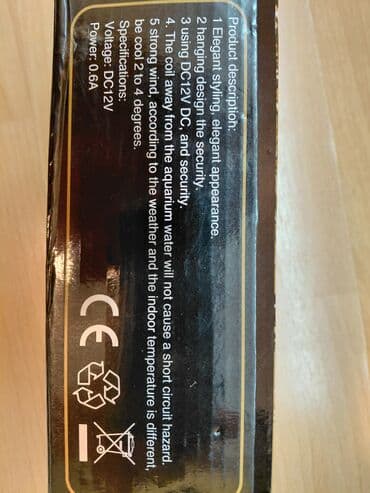 Product description:
1 Elegant styling, elegant appearance.
2 hanging design the security.
3 using DC12V DC, and security.
4. The coil away from the aquarium water will not cause a short circuit hazard.
5 strong wind, according to the weather and the indoor temperature is different,
be cool 2 to 4 degrees.
Specifications:
Voltage: DC12V
Power: 0.6A
CE